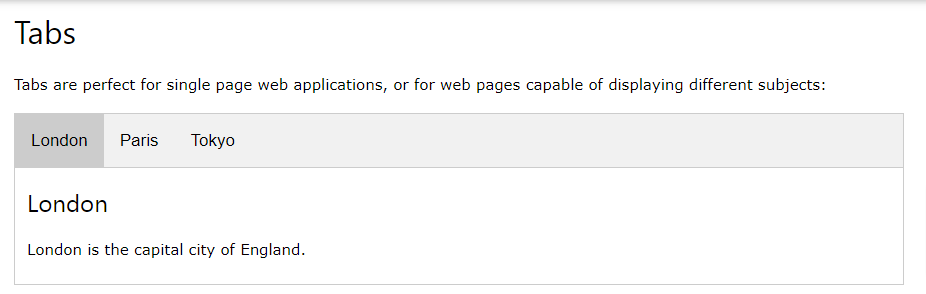 Tabs
Tabs are perfect for single page web applications, or for web pages capable of displaying different subjects:
London Paris Tokyo
London
London is the capital city of England.